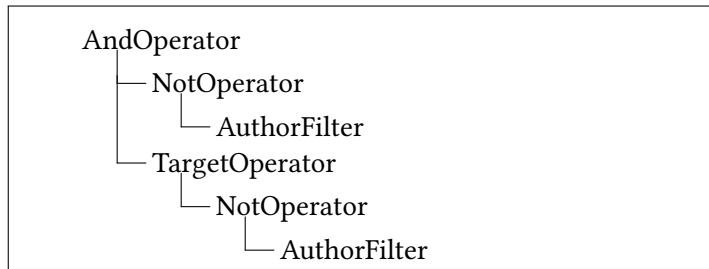 AndOperator
NotOperator
AuthorFilter
TargetOperator
NotOperator
AuthorFilter